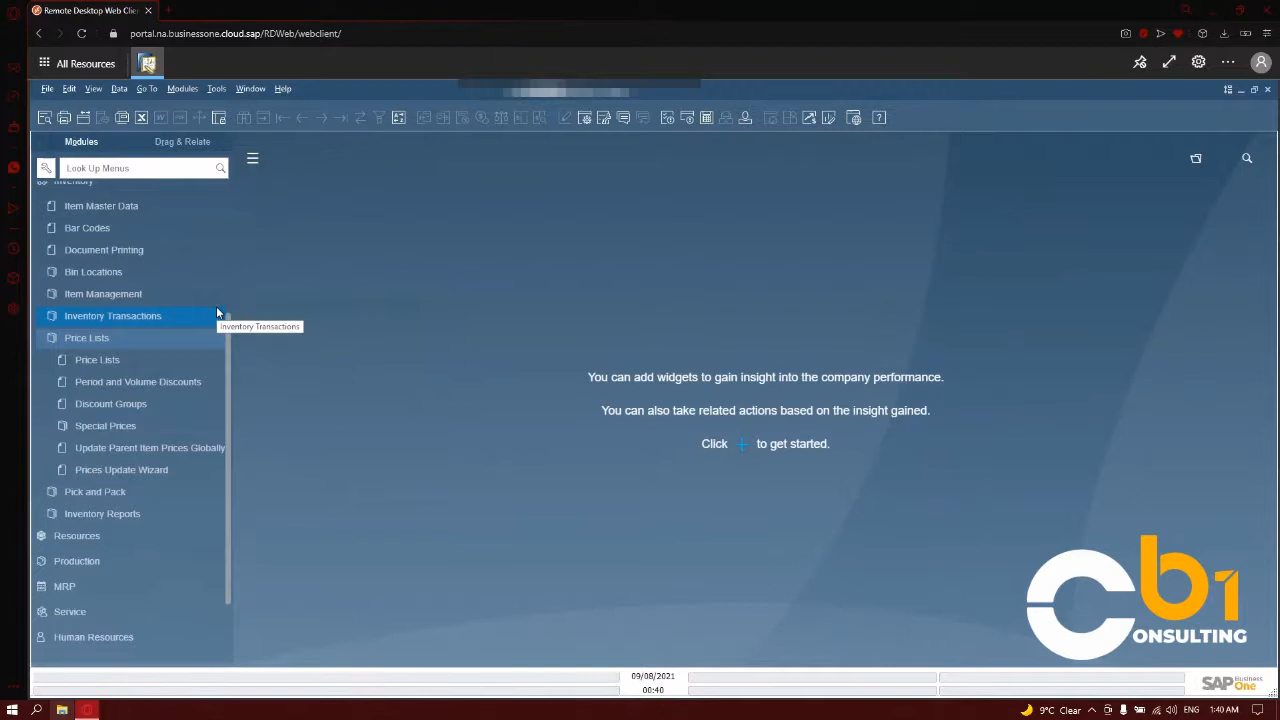 Remote Desktop Web Clie
portal.na.businessone.cloud.sap/RDWeb/webclient/
All Resources
File Edit View Data Go To Modules Tools Window Help
Modules Drag & Relate
Look Up Menus
Inventory
Item Master Data
Bar Codes
Document Printing
Bin Locations
Item Management
Inventory Transactions
Inventory Transactions
Price Lists
Price Lists
Period and Volume Discounts
Discount Groups
Special Prices
Update Parent Item Prices Globally
Prices Update Wizard
Pick and Pack
Inventory Reports
Resources
Production
MRP
Service
Human Resources
You can add widgets to gain insight into the company performance.
You can also take related actions based on the insight gained.
Click + to get started.
cb1
ONSULTING
09/08/2021
00:40
SAP Business One
9°C Clear ENG 1:40 AM